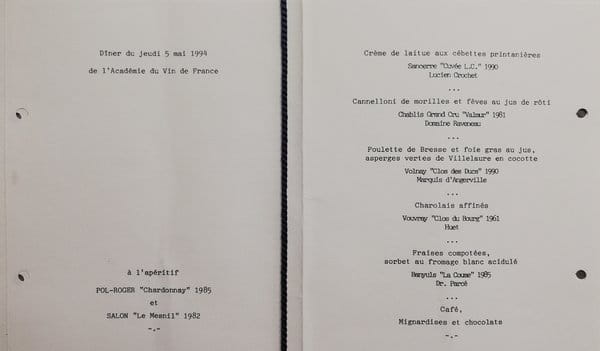 Dîner du jeudi 5 mai 1994
de l'Académie du Vin de France
à l'apéritif
POL-ROGER "Chardonnay" 1985
et
SALON "Le Mesnil" 1982
-.-
Crème de laitue aux cébettes printanières
Sancerre "Cuvée L.C." 1990
Lucien Crochet
...
Cannelloni de morilles et fèves au jus de rôti
Chablis Grand Cru "Valmur" 1981
Domaine Raveneau
...
Poulette de Bresse et foie gras au jus,
asperges vertes de Villelaure en cocotte
Volnay "Clos des Ducs" 1990
Marquis d'Angerville
...
Charolais affinés
Vouvray "Clos du Bourg" 1961
Huet
...
Fraises compotées,
sorbet au fromage blanc acidulé
Banyuls "La Coume" 1985
Dr. Parcé
...
Café,
Mignardises et chocolats
-.-